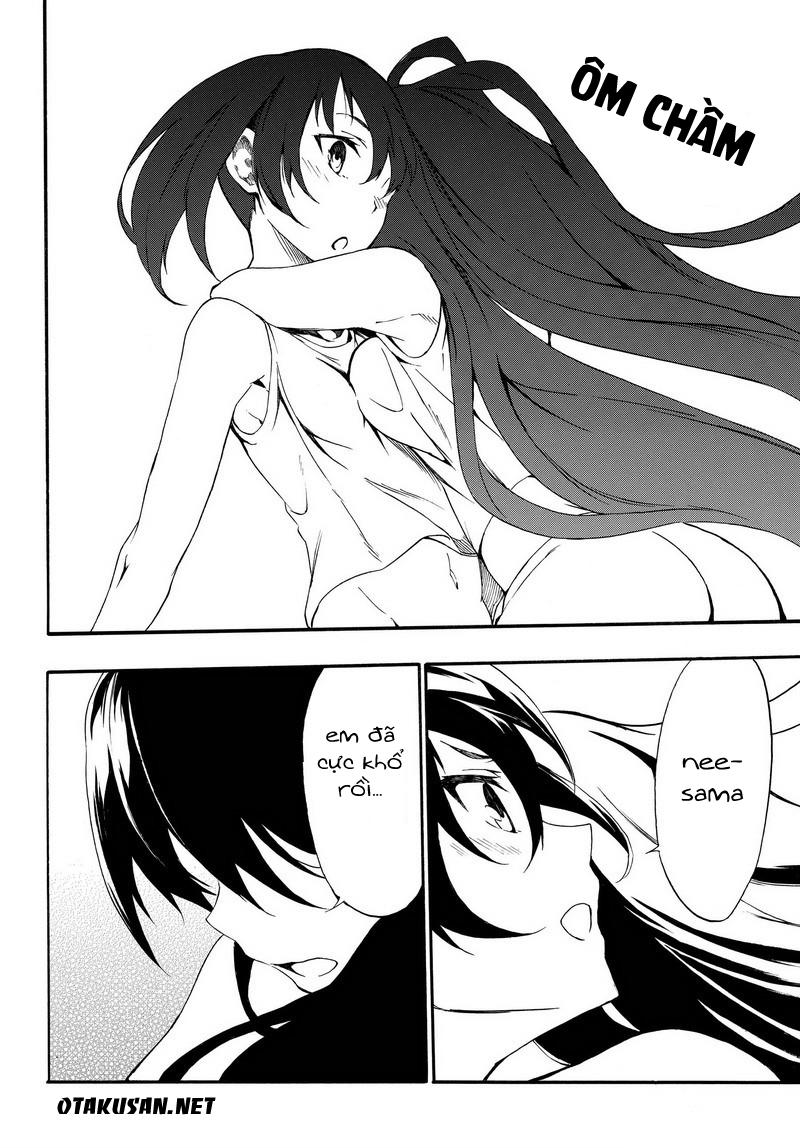 ÔM CHẦM
nee-
sama
em đã
cực khổ
rồi...
OTAKUSAN.NET